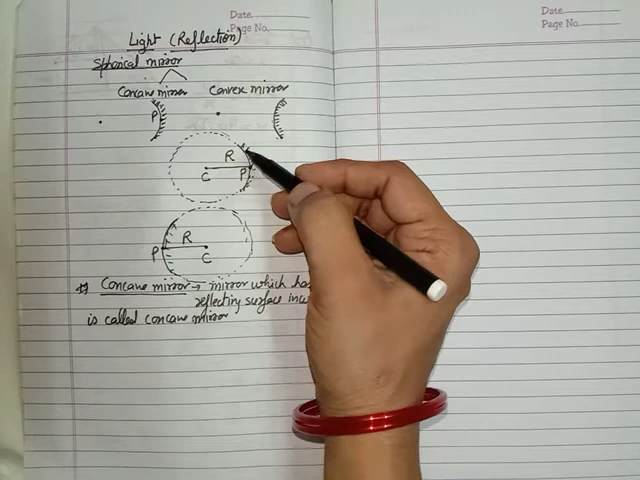 Date
Page No.
Date
Page No.
Light (Reflection)
Spherical mirror
Concave mirror Convex mirror
P
R
C P
R
P C
# Concave mirror → mirror which
reflecting surface
is called concave mirror